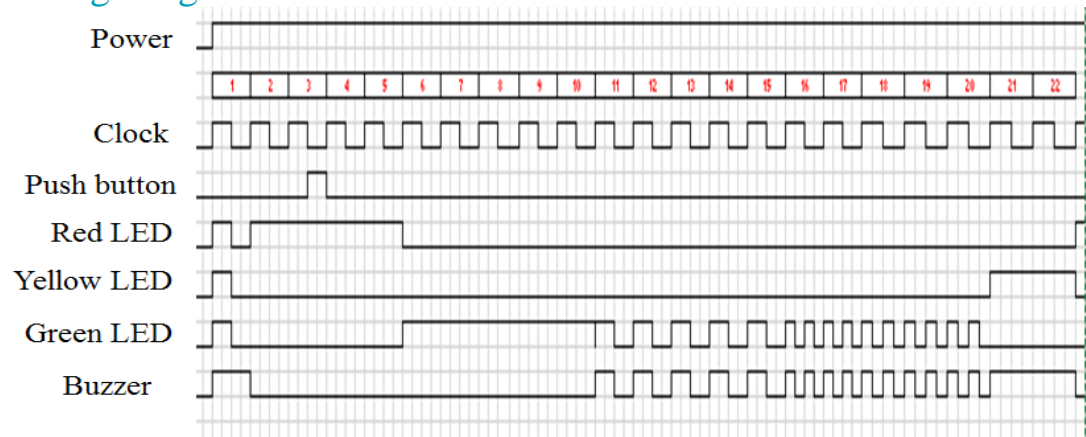 Power
1 2 3 4 5 6 7 8 9 10 11 12 13 14 15 16 17 18 19 20 21 22
Clock
Push button
Red LED
Yellow LED
Green LED
Buzzer